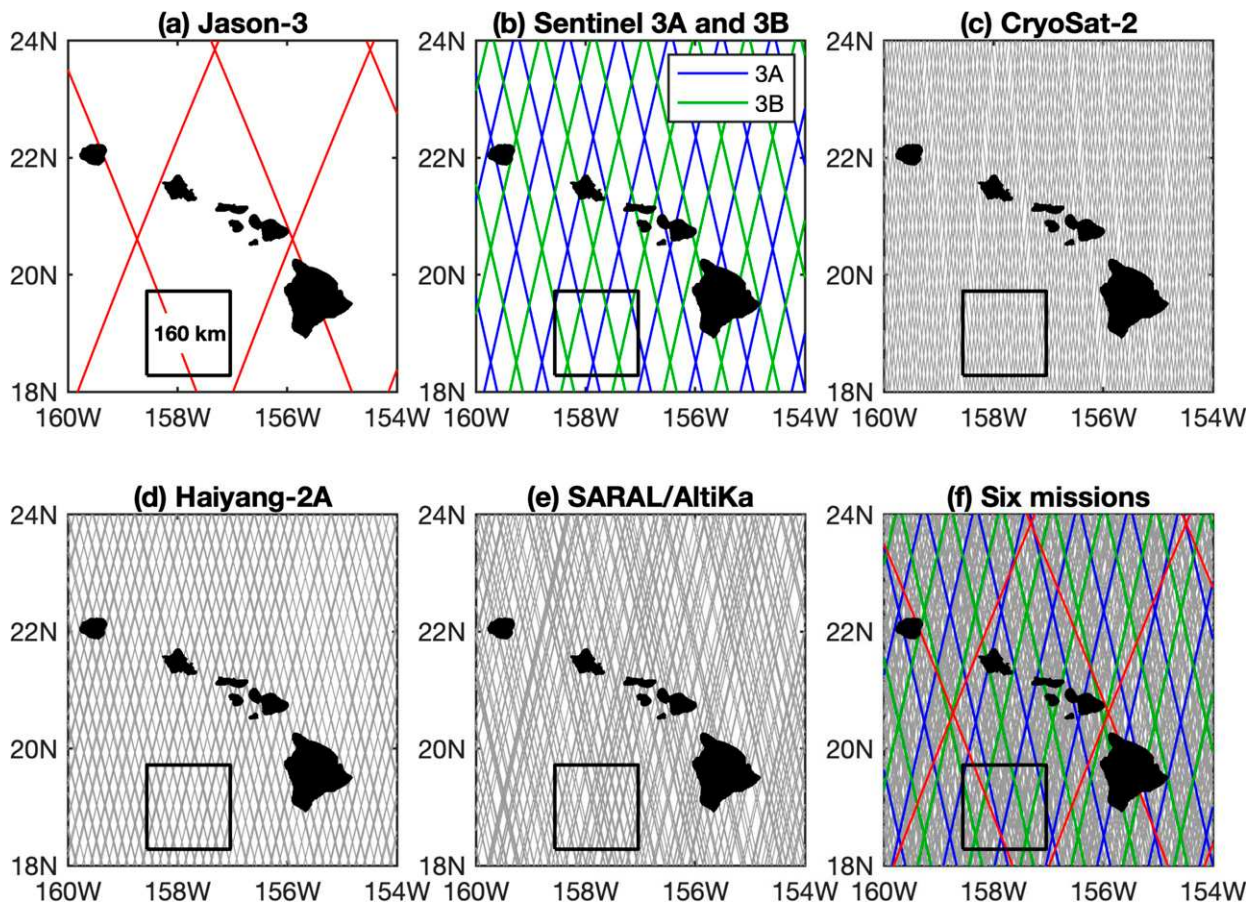 (a) Jason-3
24N
22N
20N
18N
160W
158W
156W
154W
160 km
(b) Sentinel 3A and 3B
24N
22N
20N
18N
160W
158W
156W
154W
3A
3B
(c) CryoSat-2
24N
22N
20N
18N
160W
158W
156W
154W
(d) Haiyang-2A
24N
22N
20N
18N
160W
158W
156W
154W
(e) SARAL/AltiKa
24N
22N
20N
18N
160W
158W
156W
154W
(f) Six missions
24N
22N
20N
18N
160W
158W
156W
154W